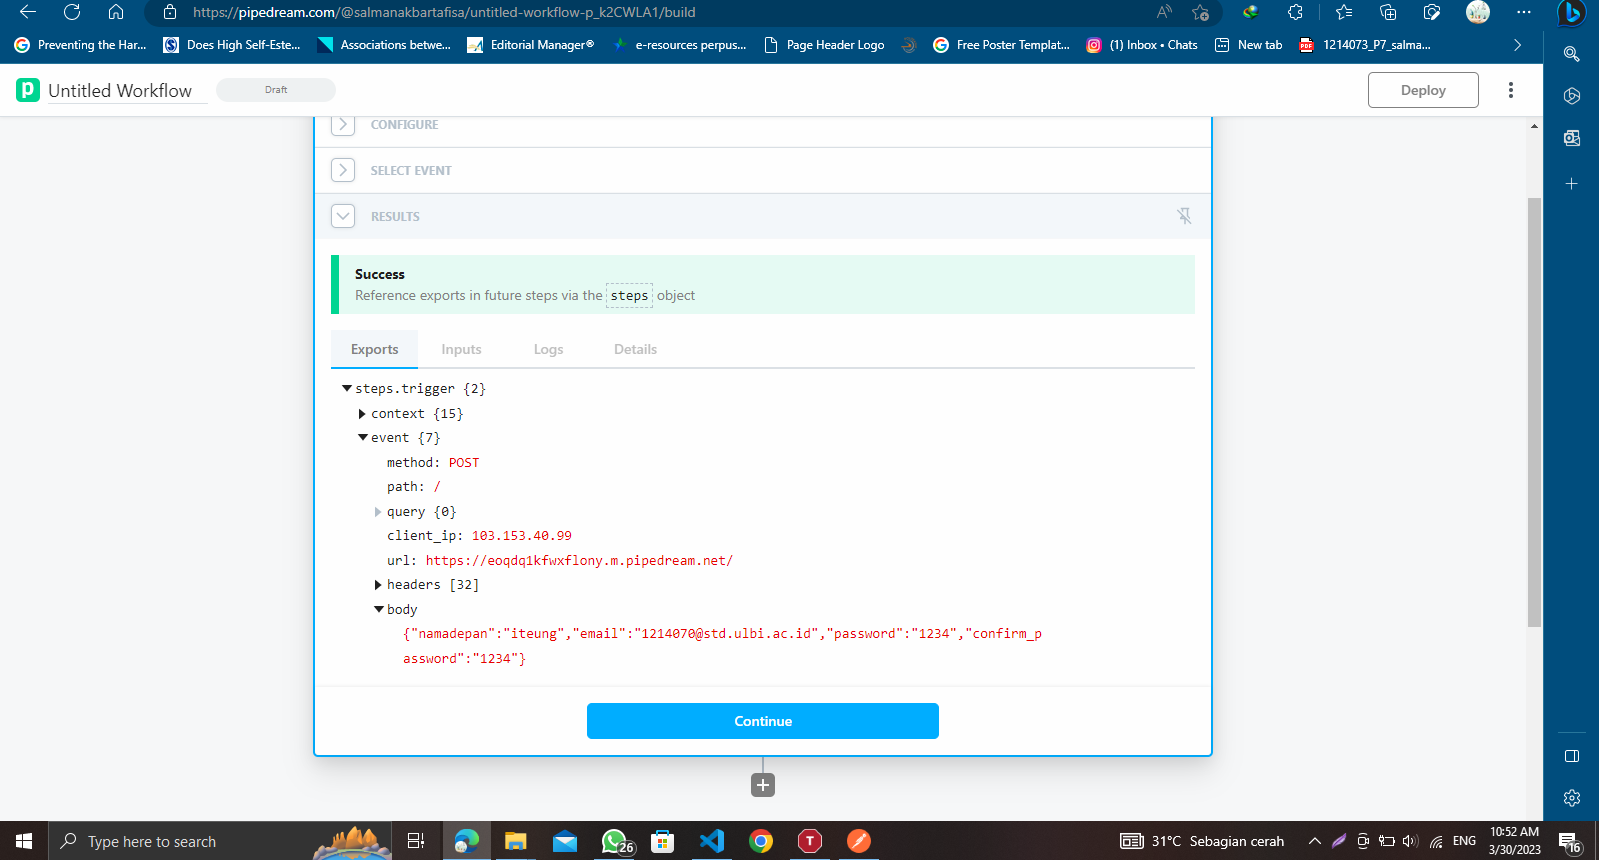 https://pipedream.com/@salmanakbartafisa/untitled-workflow-p_k2CWLA1/build
Preventing the Har... Does High Self-Este... Associations betwe... Editorial Manager® e-resources perpus... Page Header Logo Free Poster Templat... (1) Inbox • Chats New tab 1214073_P7_salma...
Untitled Workflow Draft Deploy
CONFIGURE
SELECT EVENT
RESULTS
Success
Reference exports in future steps via the steps object
Exports Inputs Logs Details
steps.trigger {2}
context {15}
event {7}
method: POST
path: /
query {0}
client_ip: 103.153.40.99
url: https://eoqdq1kfwxflony.m.pipedream.net/
headers [32]
body
{"namadepan":"iteung","email":"1214070@std.ulbi.ac.id","password":"1234","confirm_p
assword":"1234"}
Continue
Type here to search 26 31°C Sebagian cerah ENG 10:52 AM
3/30/2023 16